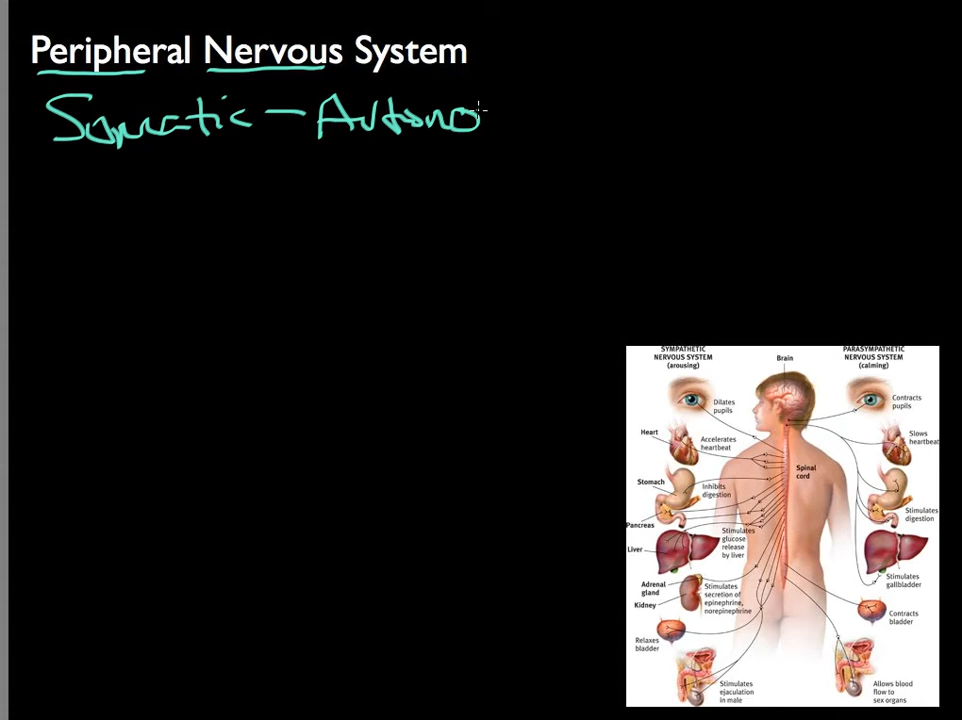 Peripheral Nervous System
Somatic – Autono
SYMPATHETIC
NERVOUS SYSTEM
(arousing)
Brain
PARASYMPATHETIC
NERVOUS SYSTEM
(calming)
Dilates
pupils
Contracts
pupils
Heart
Accelerates
heartbeat
Slows
heartbeat
Stomach
Inhibits
digestion
Spinal
cord
Pancreas
Stimulates
digestion
Liver
Stimulates
glucose
release
by liver
Stimulates
gallbladder
Adrenal
gland
Kidney
Stimulates
secretion of
epinephrine,
norepinephrine
Contracts
bladder
Relaxes
bladder
Stimulates
ejaculation
in male
Allows blood
flow to
sex organs